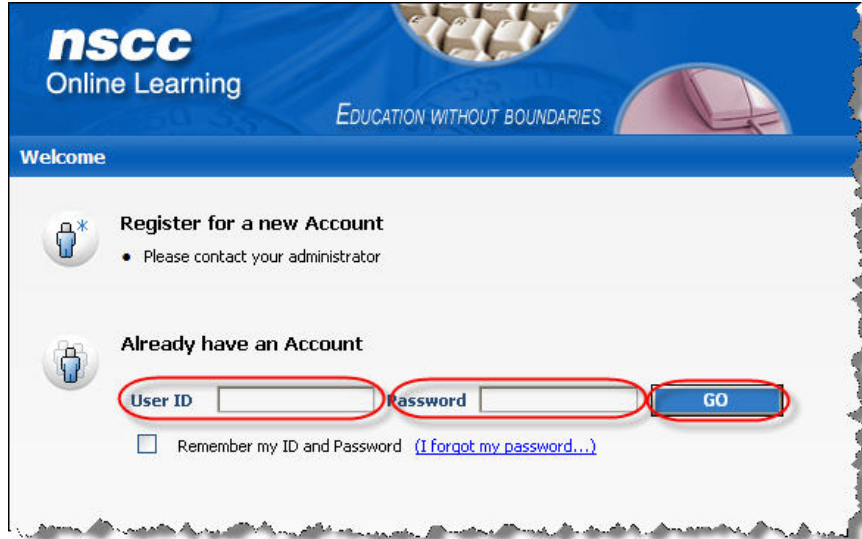 nscc
Online Learning
EDUCATION WITHOUT BOUNDARIES
Welcome
Register for a new Account
• Please contact your administrator
Already have an Account
User ID Password GO
Remember my ID and Password (I forgot my password...)